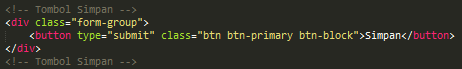 <!-- Tombol Simpan -->
<div class="form-group">
    <button type="submit" class="btn btn-primary btn-block">Simpan</button>
</div>
<!-- Tombol Simpan -->